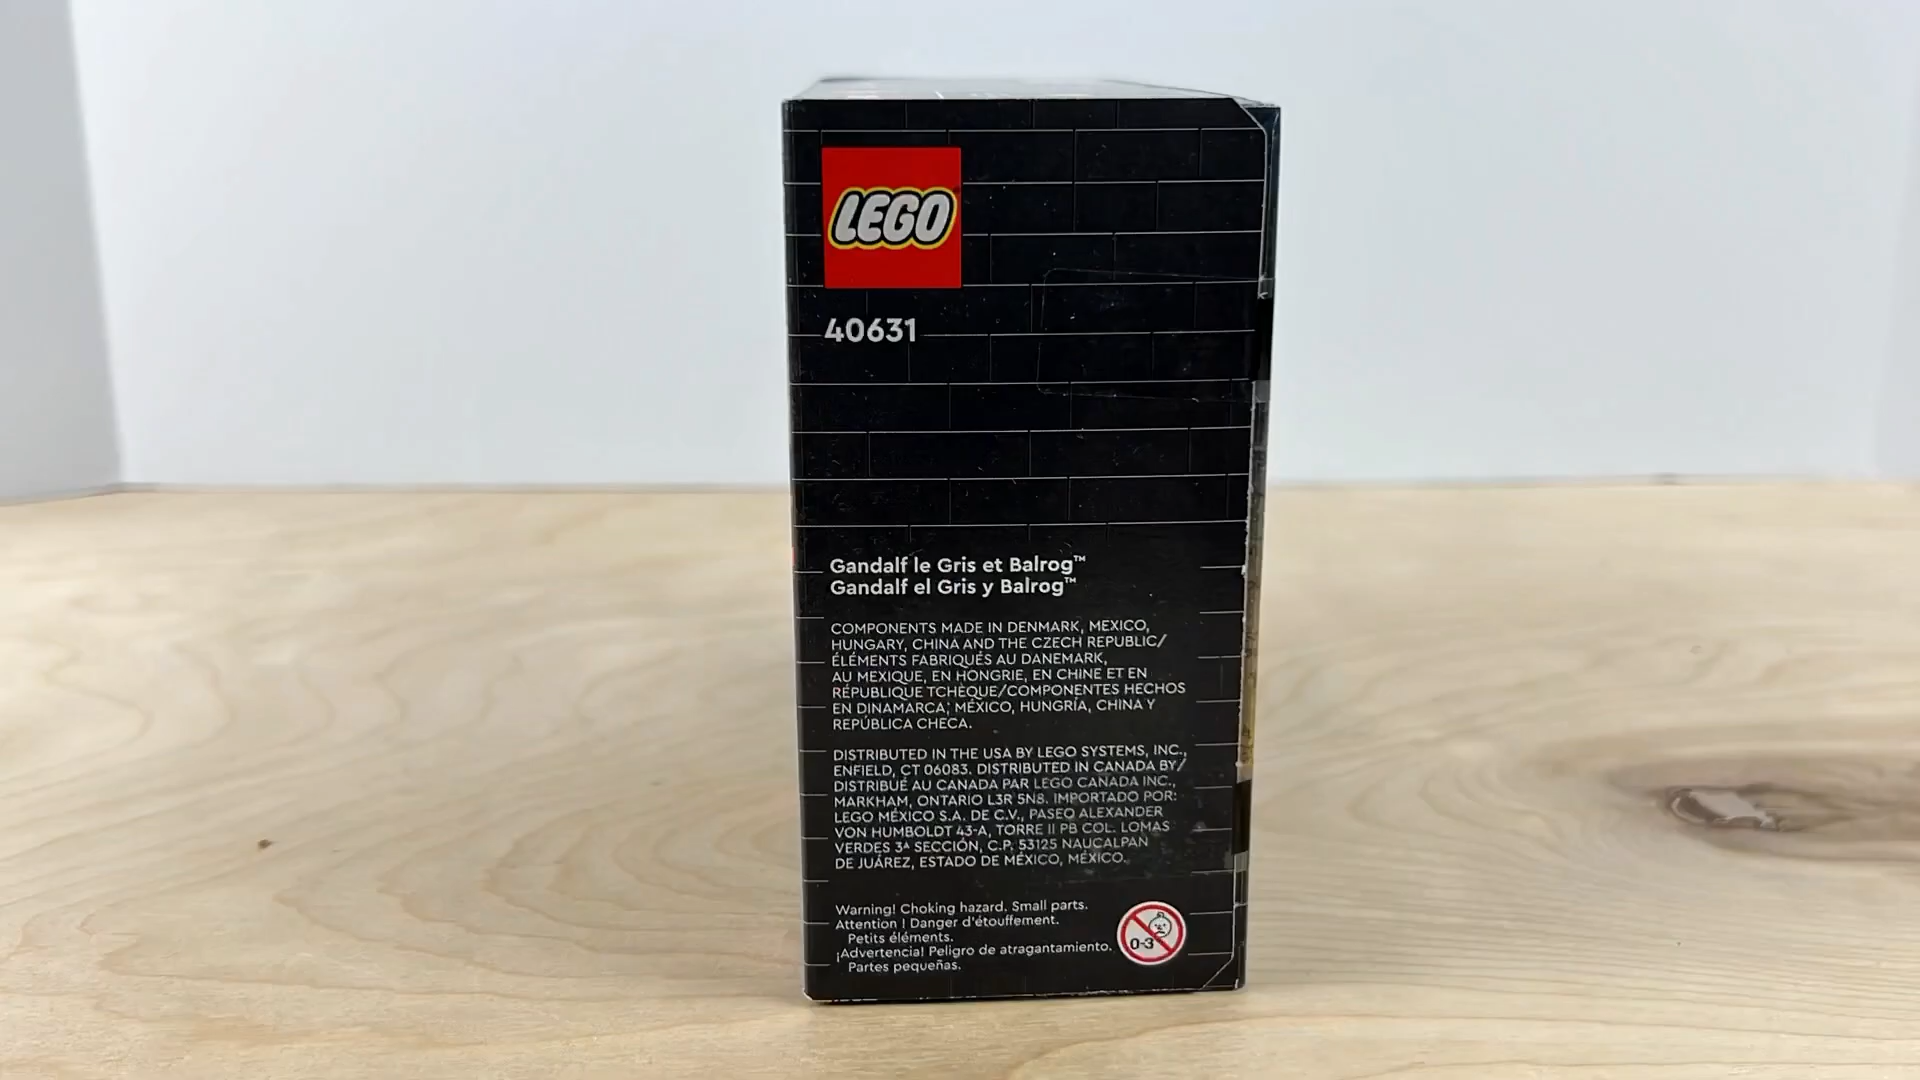 LEGO
40631
Gandalf le Gris et Balrog™
Gandalf el Gris y Balrog™
COMPONENTS MADE IN DENMARK, MEXICO,
HUNGARY, CHINA AND THE CZECH REPUBLIC/
ÉLÉMENTS FABRIQUÉS AU DANEMARK,
AU MEXIQUE, EN HONGRIE, EN CHINE ET EN
RÉPUBLIQUE TCHÈQUE/COMPONENTES HECHOS
EN DINAMARCA, MÉXICO, HUNGRÍA, CHINA Y
REPÚBLICA CHECA.
DISTRIBUTED IN THE USA BY LEGO SYSTEMS, INC.,
ENFIELD, CT 06083. DISTRIBUTED IN CANADA BY/
DISTRIBUÉ AU CANADA PAR LEGO CANADA INC.,
MARKHAM, ONTARIO L3R 5N8. IMPORTADO POR:
LEGO MÉXICO S.A. DE C.V., PASEO ALEXANDER
VON HUMBOLDT 43-A, TORRE II PB COL. LOMAS
VERDES 3ᴬ SECCIÓN, C.P. 53125 NAUCALPAN
DE JUÁREZ, ESTADO DE MÉXICO, MÉXICO.
Warning! Choking hazard. Small parts.
Attention ! Danger d'étouffement.
Petits éléments.
¡Advertencia! Peligro de atragantamiento.
Partes pequeñas.
0-3